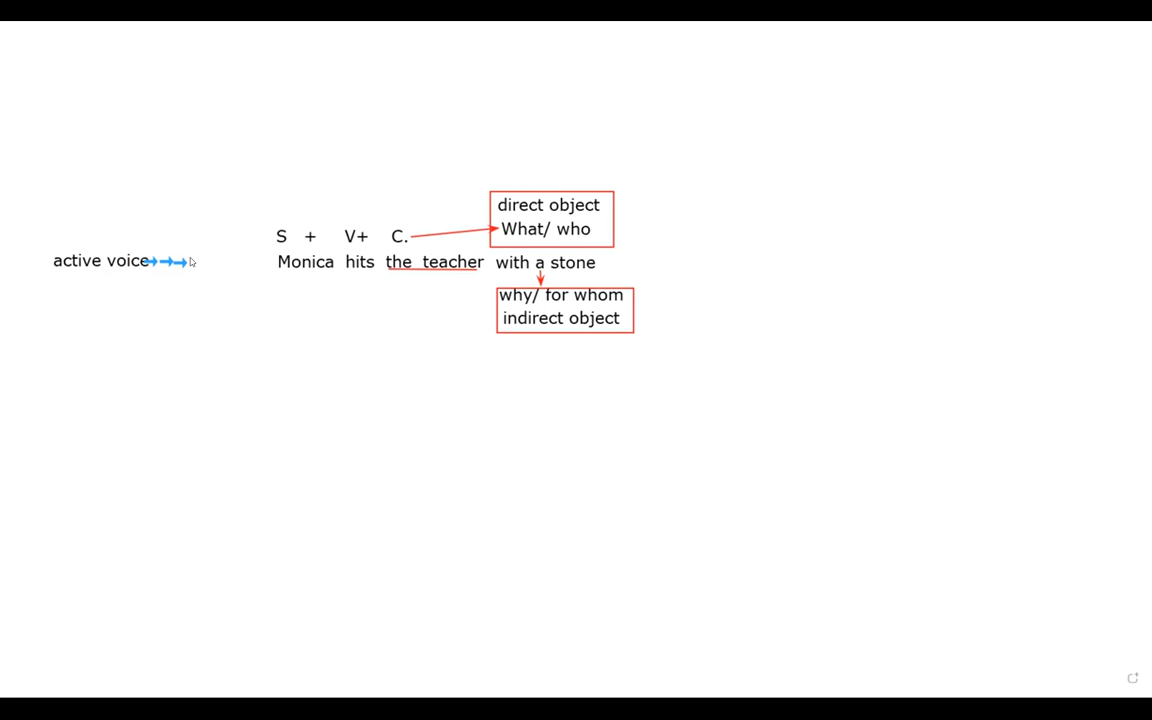 direct object
What/ who
S + V+ C.
active voice
Monica hits the teacher with a stone
why/ for whom
indirect object